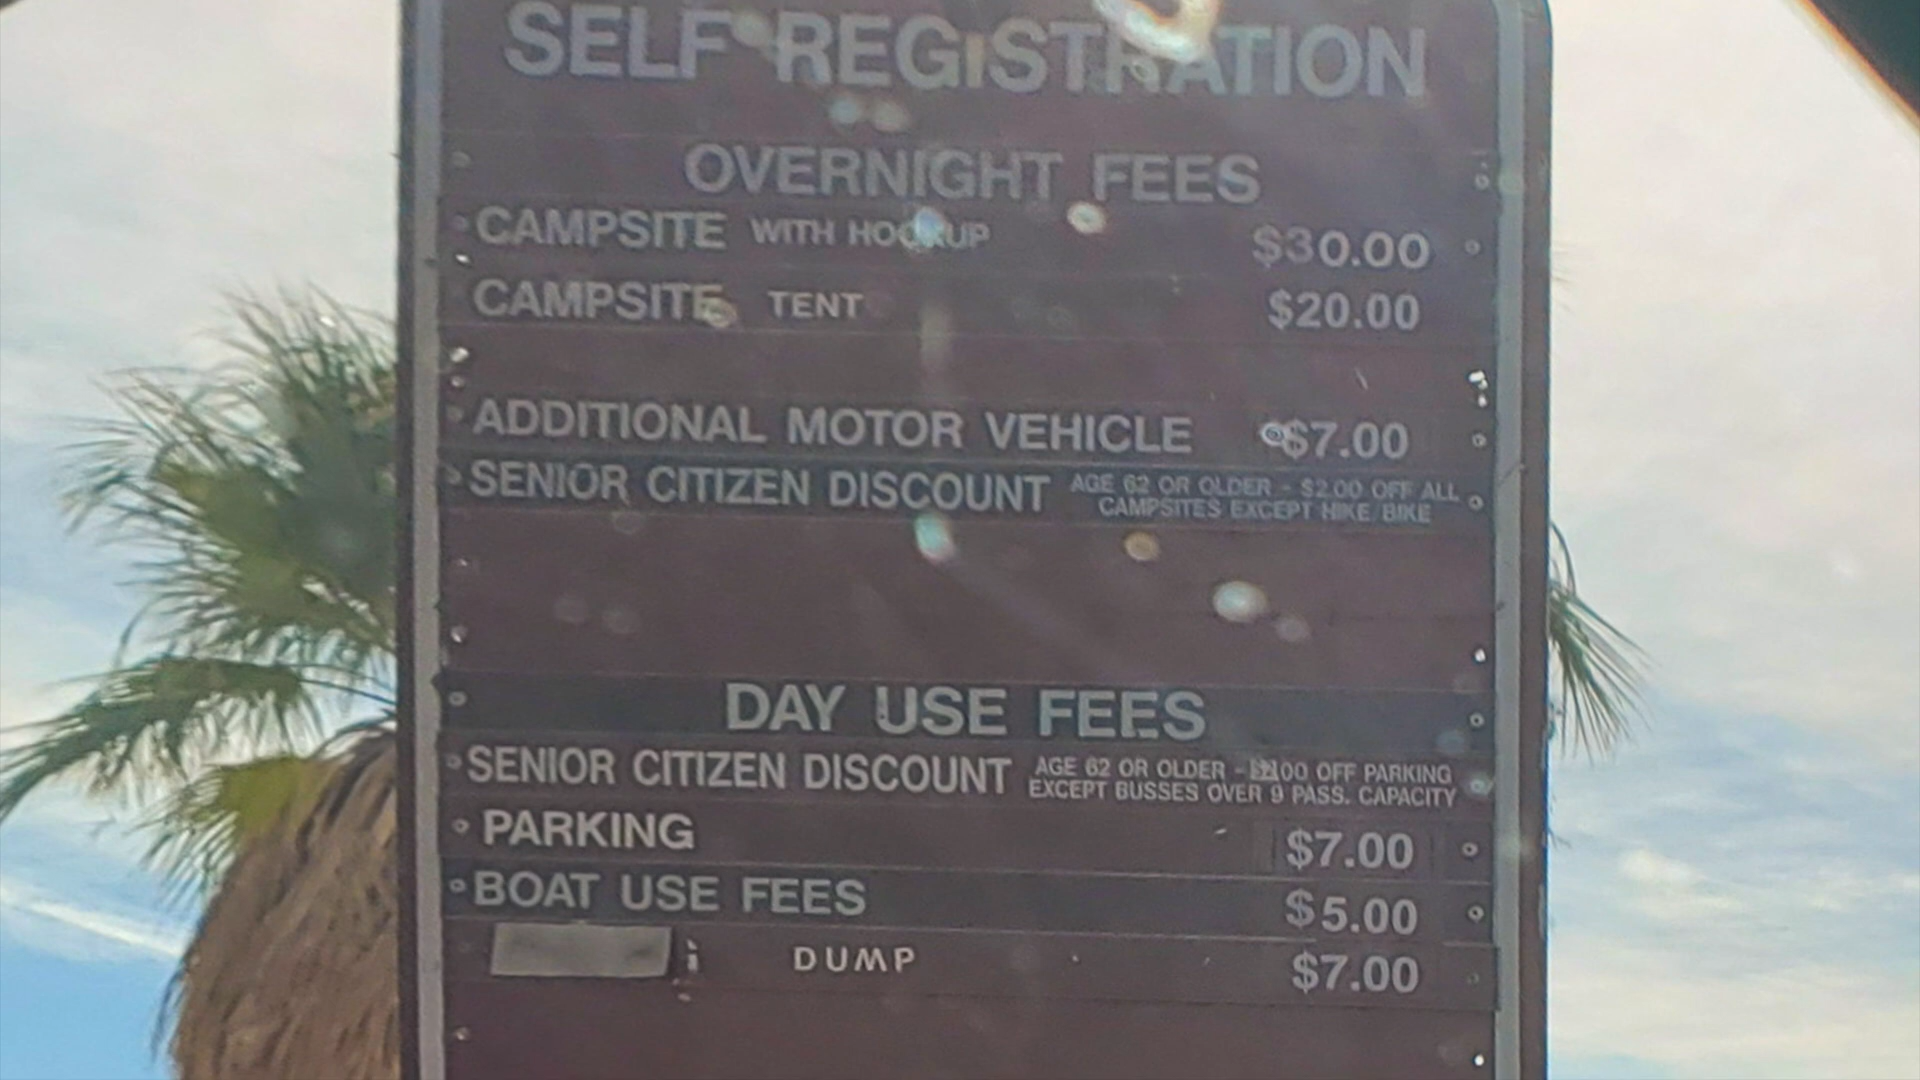 SELF REGISTRATION
OVERNIGHT FEES
CAMPSITE WITH HOOKUP $30.00
CAMPSITE TENT $20.00
ADDITIONAL MOTOR VEHICLE $7.00
SENIOR CITIZEN DISCOUNT AGE 62 OR OLDER - $2.00 OFF ALL
CAMPSITES EXCEPT HIKE/BIKE
DAY USE FEES
SENIOR CITIZEN DISCOUNT AGE 62 OR OLDER - OFF PARKING
EXCEPT BUSSES OVER 9 PASS. CAPACITY
PARKING $7.00
BOAT USE FEES $5.00
DUMP $7.00